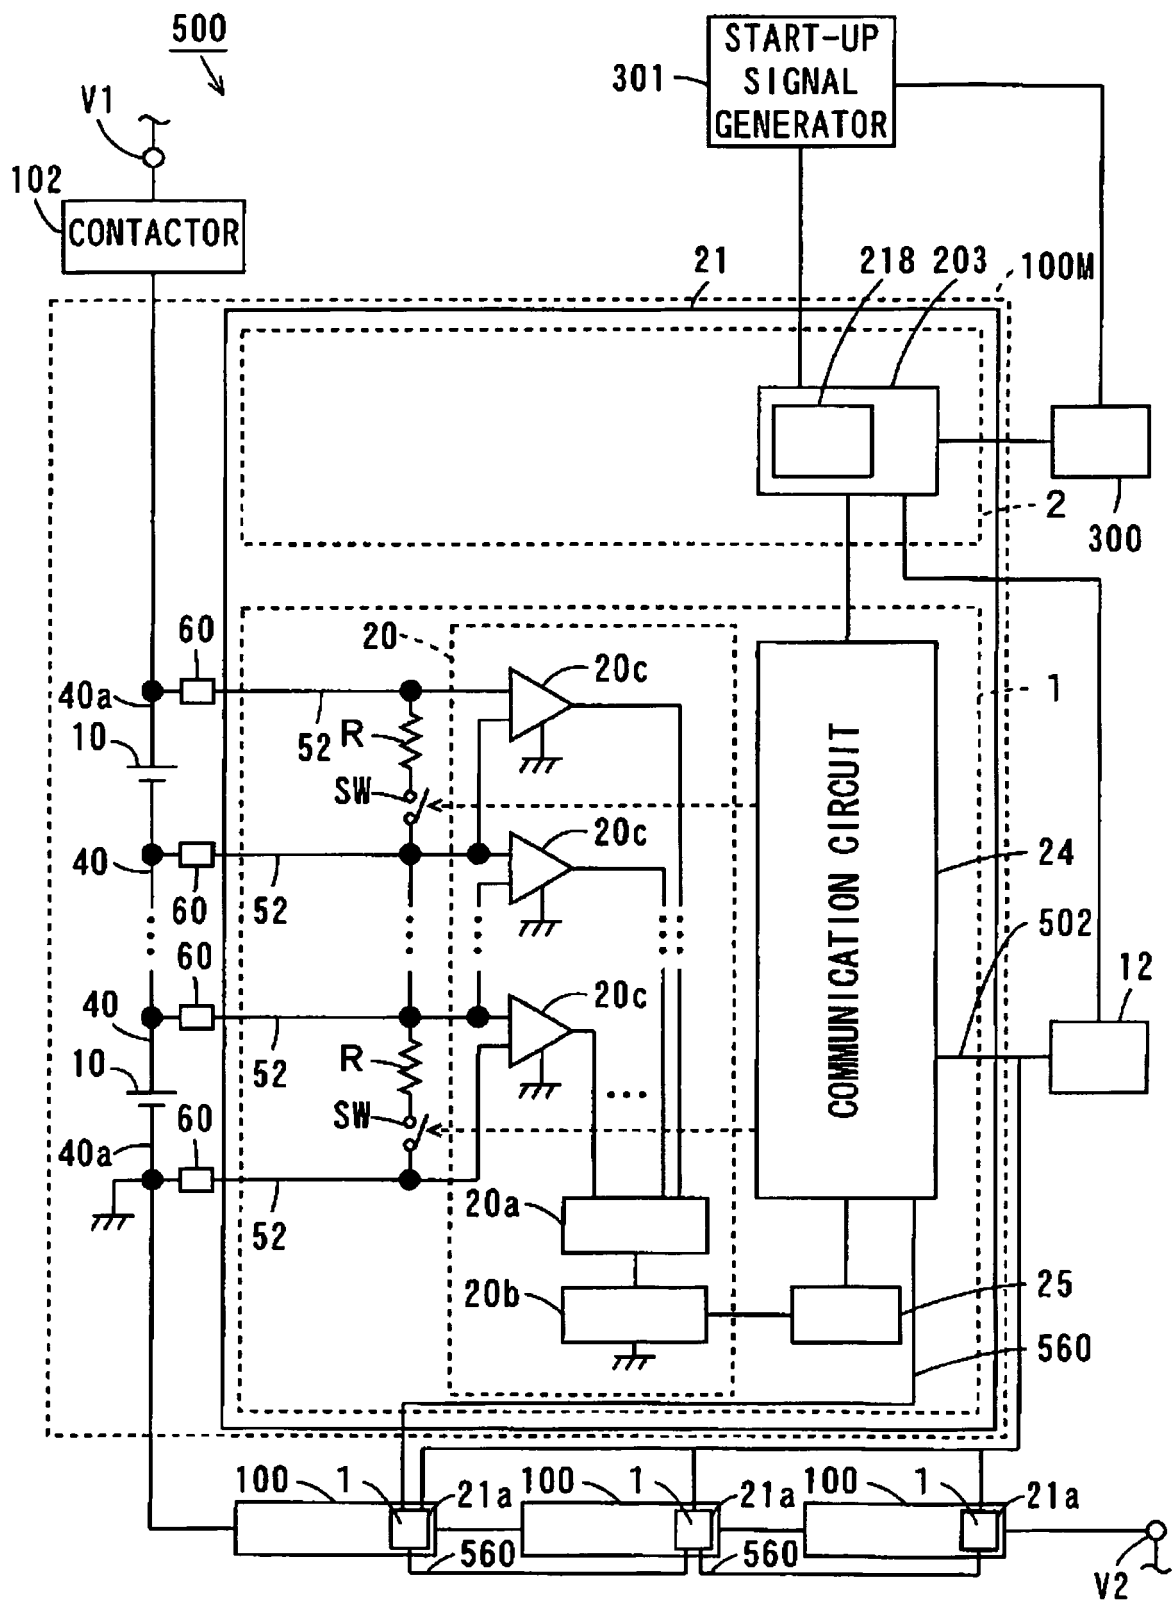 500
V1
102
CONTACTOR
START-UP
SIGNAL
GENERATOR
301
21
218
203
100M
2
300
60
20
20c
1
40a
52
R
10
SW
20c
40
60
52
24
COMMUNICATION CIRCUIT
502
60
20c
12
40
52
R
10
60
SW
40a
52
20a
20b
25
560
100
1
21a
100
1
21a
100
1
21a
560
560
V2